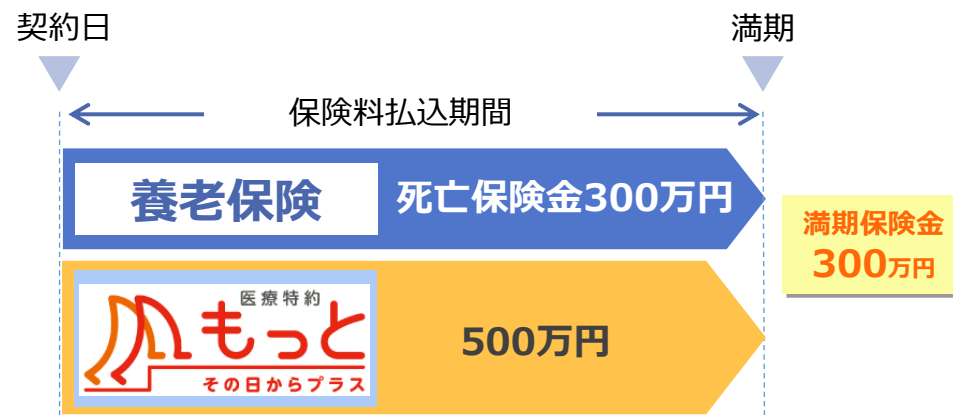 契約日
満期
保険料払込期間
養老保険
死亡保険金300万円
満期保険金
300万円
医療特約
もっと
その日からプラス
500万円